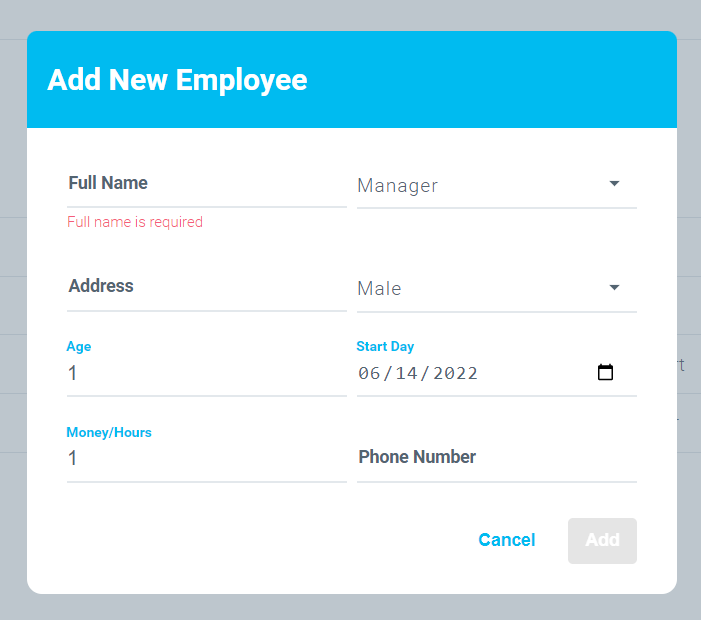 Add New Employee
Full Name
Manager
Full name is required
Address
Male
Age
Start Day
1
06/14/2022
Money/Hours
1
Phone Number
Cancel
Add